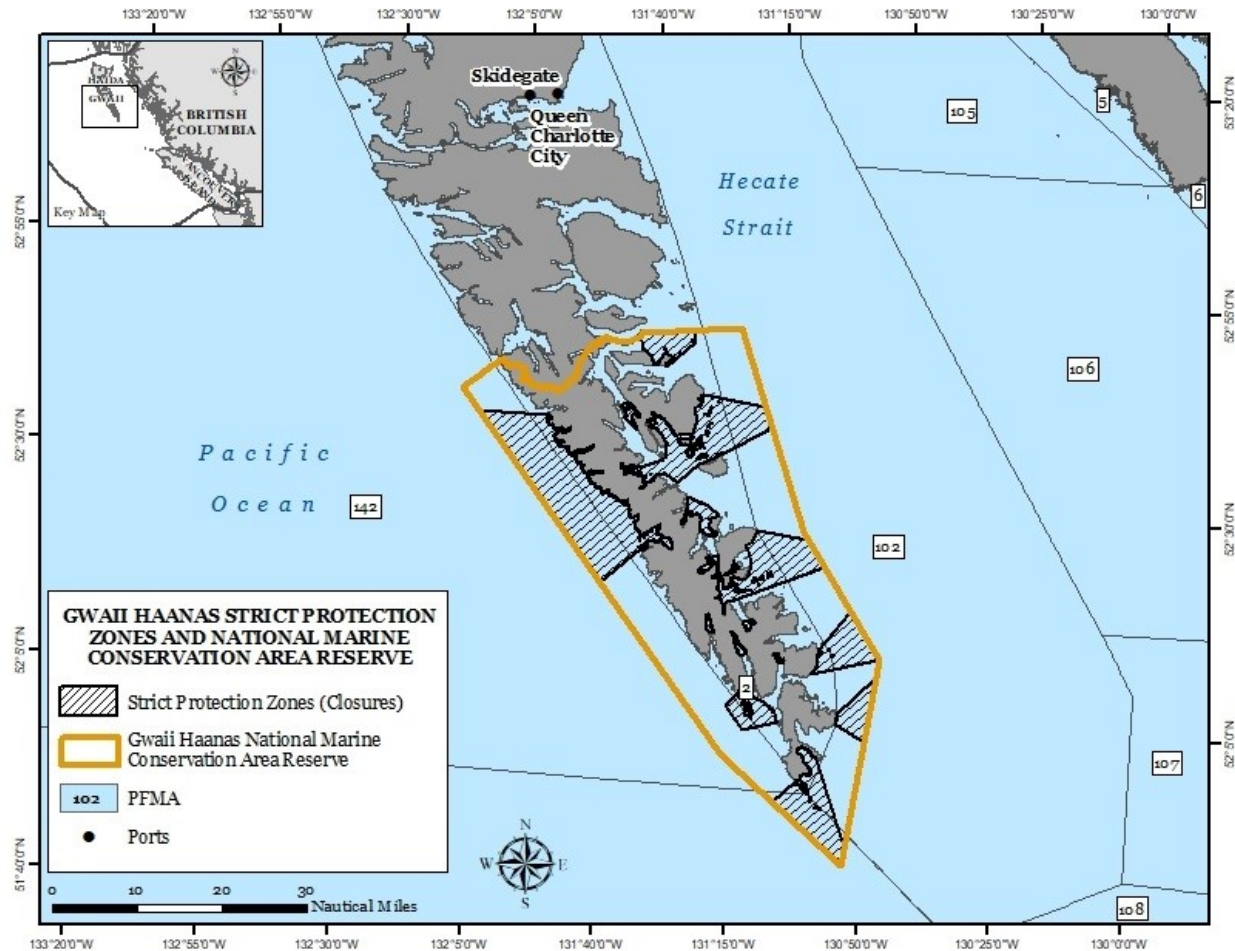 133°20'0"W 132°55'0"W 132°30'0"W 132°5'0"W 131°40'0"W 131°15'0"W 130°50'0"W 130°25'0"W 130°0'0"W
N
W E
S
HAIDA
GWAII
BRITISH
COLUMBIA
VANCOUVER
ISLAND
Key Map
Skidegate
Queen
Charlotte
City
Hecate
Strait
105
5
6
53°20'0"N
52°55'0"N
52°55'0"N
106
52°30'0"N
Pacific
Ocean
142
102
52°30'0"N
GWAII HAANAS STRICT PROTECTION
ZONES AND NATIONAL MARINE
CONSERVATION AREA RESERVE
Strict Protection Zones (Closures)
Gwaii Haanas National Marine
Conservation Area Reserve
102 PFMA
Ports
52°5'0"N
2
52°5'0"N
107
51°40'0"N
N
W E
S
0 10 20 30
Nautical Miles
108
133°20'0"W 132°55'0"W 132°30'0"W 132°5'0"W 131°40'0"W 131°15'0"W 130°50'0"W 130°25'0"W 130°0'0"W